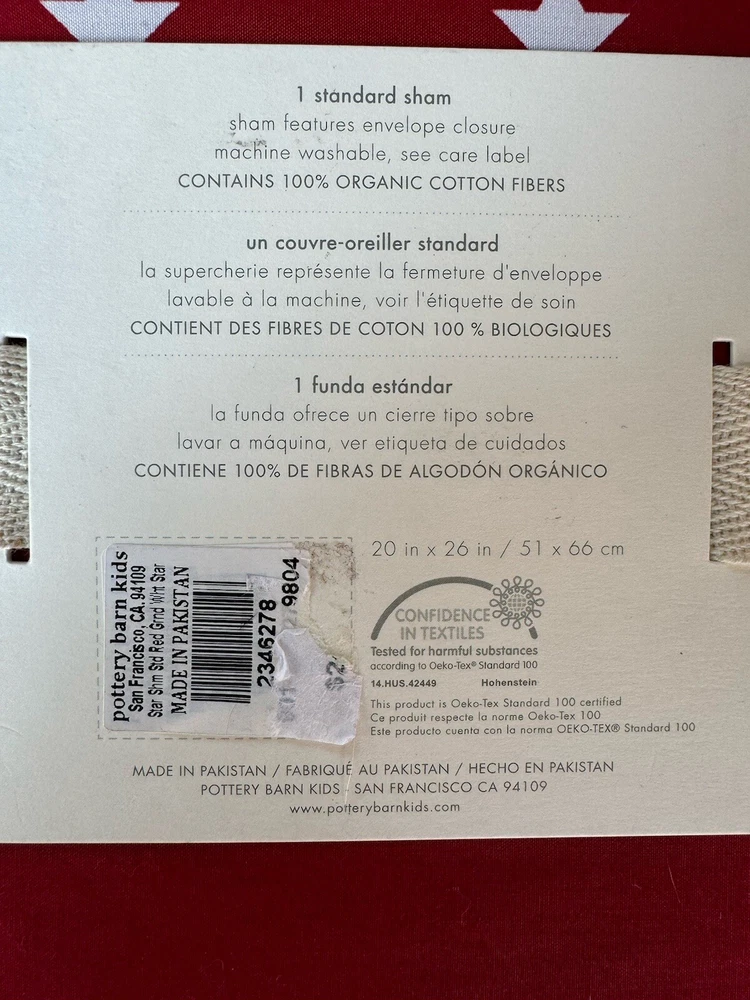 1 standard sham
sham features envelope closure
machine washable, see care label
CONTAINS 100% ORGANIC COTTON FIBERS
un couvre-oreiller standard
la supercherie représente la fermeture d'enveloppe
lavable à la machine, voir l'étiquette de soin
CONTIENT DES FIBRES DE COTON 100 % BIOLOGIQUES
1 funda estándar
la funda ofrece un cierre tipo sobre
lavar a máquina, ver etiqueta de cuidados
CONTIENE 100% DE FIBRAS DE ALGODÓN ORGÁNICO
pottery barn kids
San Francisco, CA, 94109
Star Shm Std Red Grnd Wht Star
MADE IN PAKISTAN
2346278
9804
$2
20 in x 26 in / 51 x 66 cm
CONFIDENCE
IN TEXTILES
Tested for harmful substances
according to Oeko-Tex® Standard 100
14.HUS.42449 Hohenstein
This product is Oeko-Tex Standard 100 certified
Ce produit respecte la norme Oeko-Tex 100
Este producto cuenta con la norma OEKO-TEX® Standard 100
MADE IN PAKISTAN / FABRIQUÉ AU PAKISTAN / HECHO EN PAKISTAN
POTTERY BARN KIDS SAN FRANCISCO CA 94109
www.potterybarnkids.com